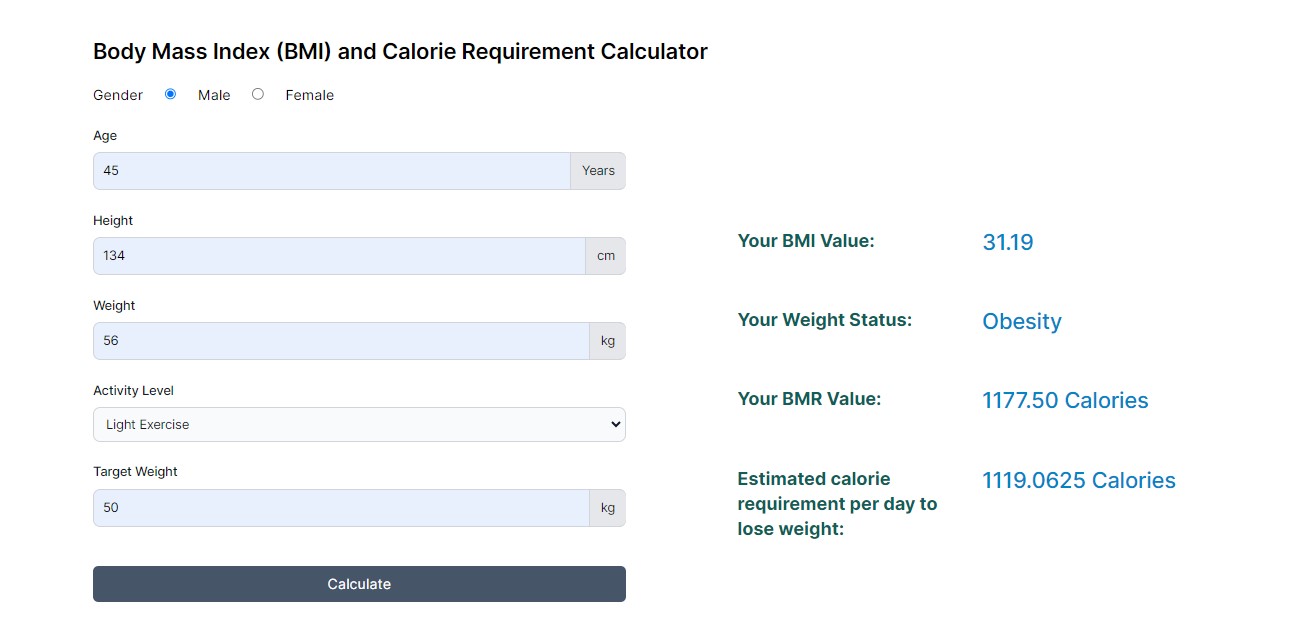 Body Mass Index (BMI) and Calorie Requirement Calculator
Gender Male Female
Age
45 Years
Height
134 cm
Weight
56 kg
Activity Level
Light Exercise
Target Weight
50 kg
Calculate
Your BMI Value: 31.19
Your Weight Status: Obesity
Your BMR Value: 1177.50 Calories
Estimated calorie 1119.0625 Calories
requirement per day to
lose weight: